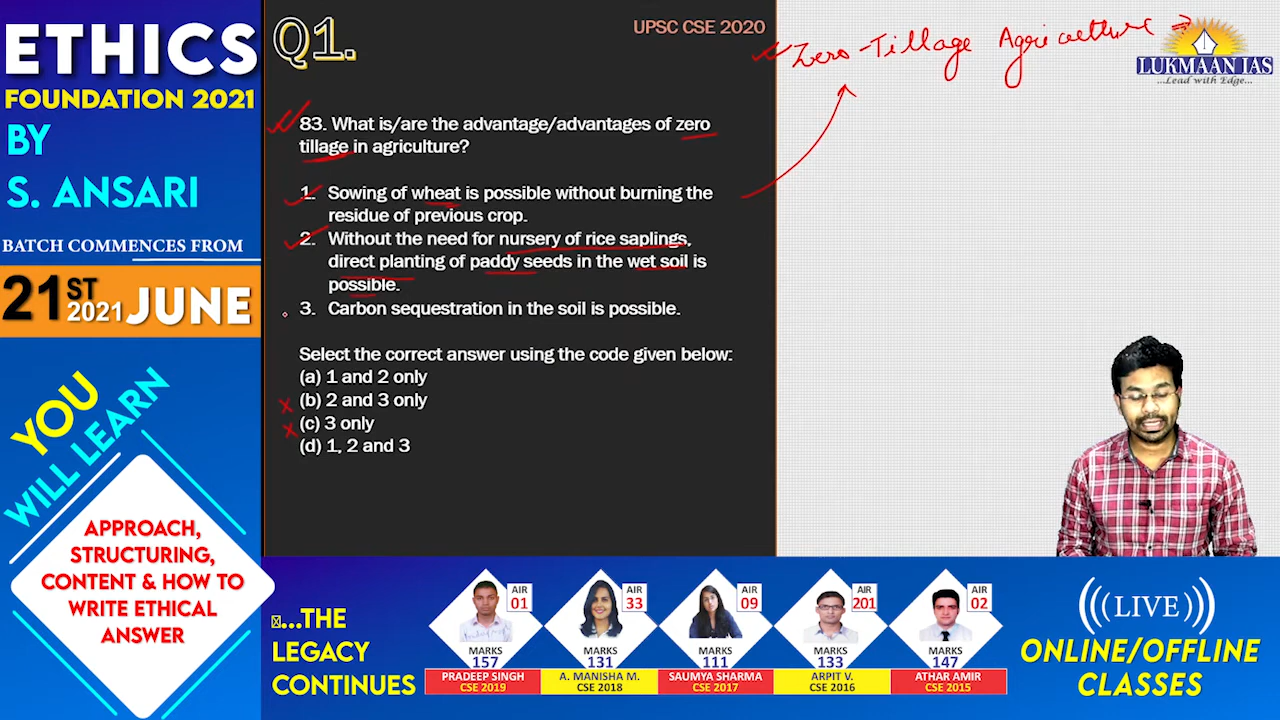 ETHICS
FOUNDATION 2021
BY
S. ANSARI
BATCH COMMENCES FROM
21ST 2021 JUNE
YOU
WILL LEARN
APPROACH,
STRUCTURING,
CONTENT & HOW TO
WRITE ETHICAL
ANSWER
Q1.
UPSC CSE 2020
83. What is/are the advantage/advantages of zero
tillage in agriculture?
1. Sowing of wheat is possible without burning the
residue of previous crop.
2. Without the need for nursery of rice saplings,
direct planting of paddy seeds in the wet soil is
possible.
3. Carbon sequestration in the soil is possible.
Select the correct answer using the code given below:
(a) 1 and 2 only
(b) 2 and 3 only
(c) 3 only
(d) 1, 2 and 3
Zero-Tillage Agriculture
LUKMAAN IAS
...Lead with Edge...
...THE
LEGACY
CONTINUES
AIR
01
MARKS
157
PRADEEP SINGH
CSE 2019
AIR
33
MARKS
131
A. MANISHA M.
CSE 2018
AIR
09
MARKS
111
SAUMYA SHARMA
CSE 2017
AIR
201
MARKS
133
ARPIT V.
CSE 2016
AIR
02
MARKS
147
ATHAR AMIR
CSE 2015
(((LIVE)))
ONLINE/OFFLINE
CLASSES